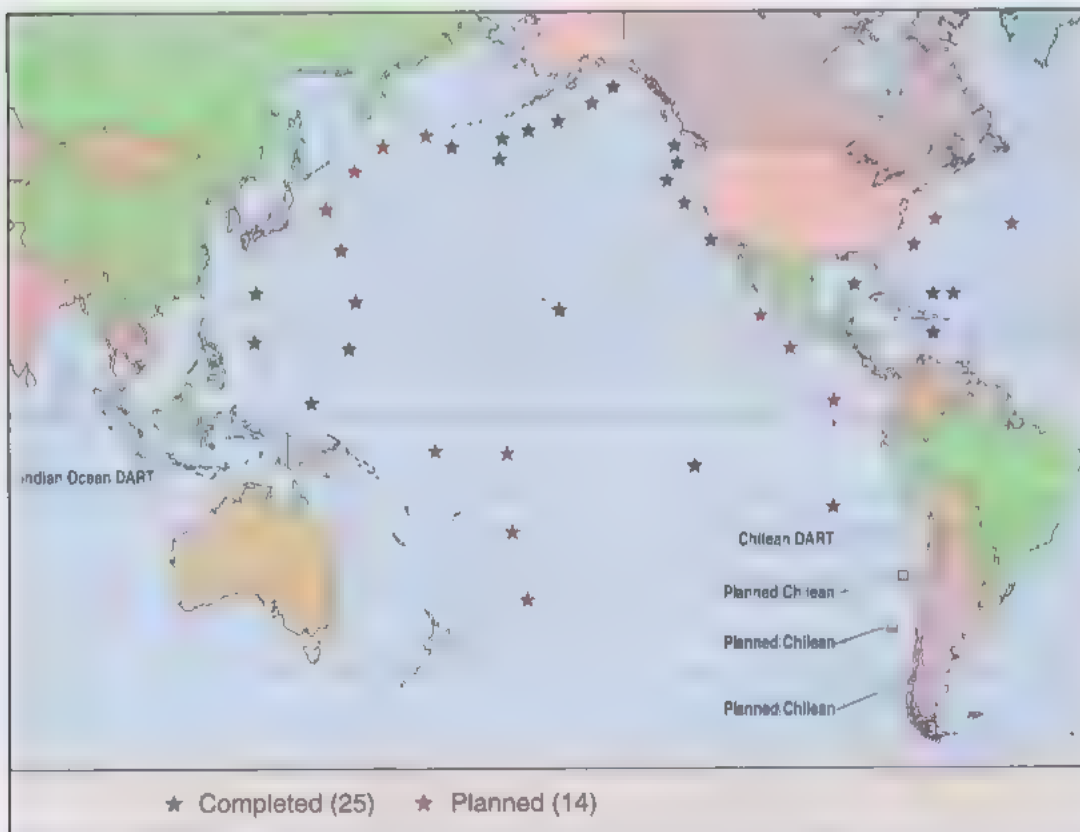 Indian Ocean DART
Chilean DART
Planned Chilean
Planned Chilean
Planned Chilean
Completed (25)
Planned (14)